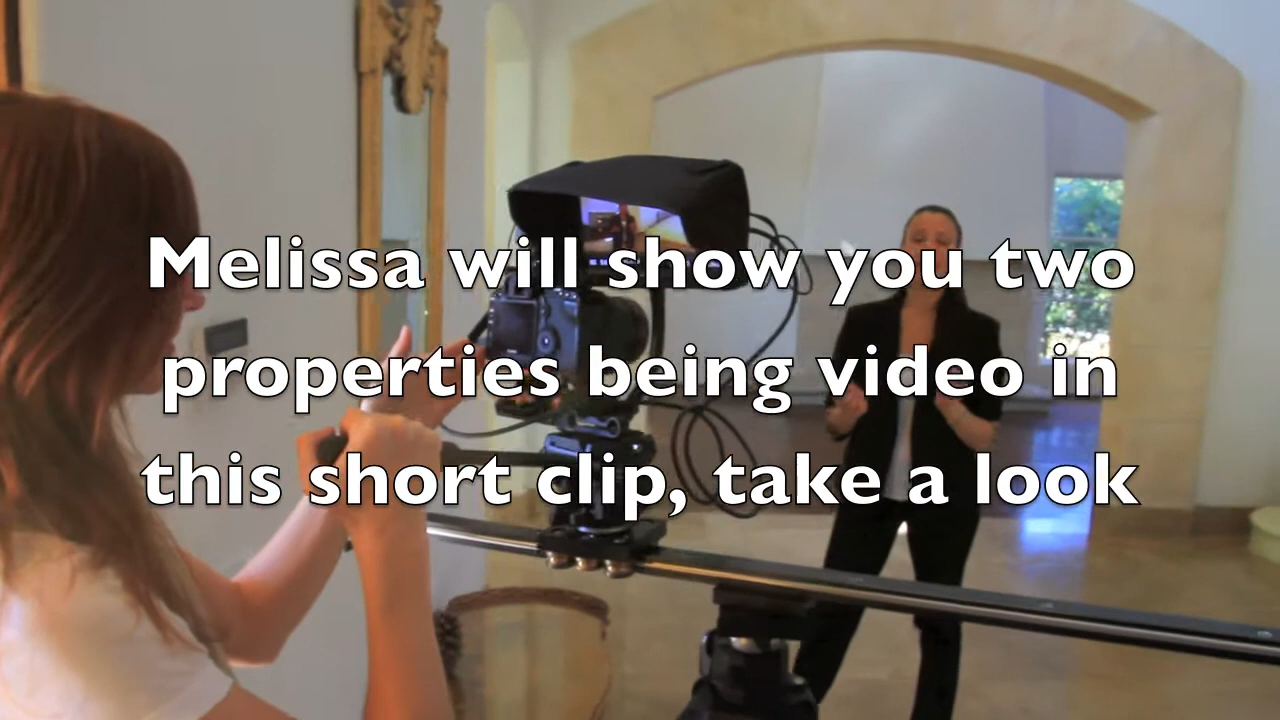 Melissa will show you two
properties being video in
this short clip, take a look